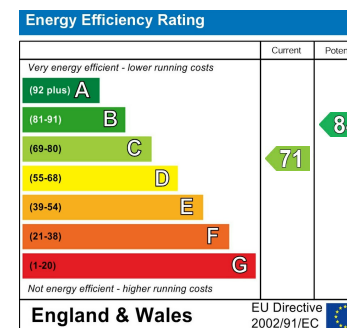 Energy Efficiency Rating
Current
Very energy efficient - lower running costs
(92 plus) A
(81-91) B
(69-80) C
71
(55-68) D
(39-54) E
(21-38) F
(1-20) G
Not energy efficient - higher running costs
England & Wales
EU Directive
2002/91/EC